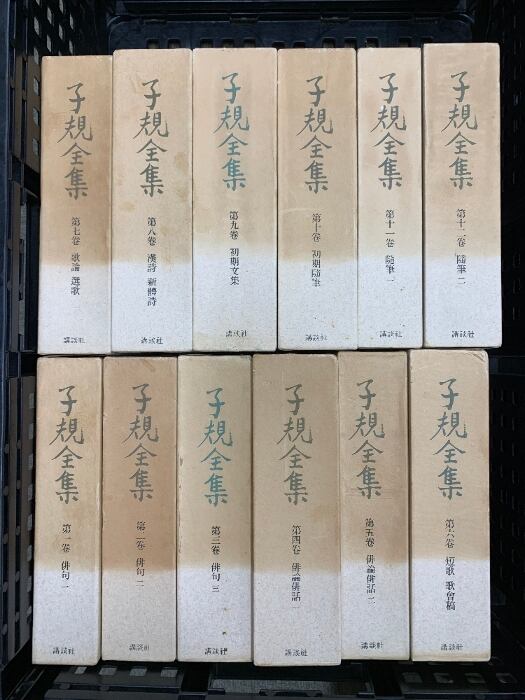 子規全集
第七巻 歌論 選歌
講談社
子規全集
第八巻 漢詩 新體詩
講談社
子規全集
第九巻 初期文集
講談社
子規全集
第十巻 初期隨筆
講談社
子規全集
第十一巻 隨筆一
講談社
子規全集
第十二巻 隨筆二
講談社
子規全集
第一巻 俳句一
講談社
子規全集
第二巻 俳句二
講談社
子規全集
第三巻 俳句三
講談社
子規全集
第四巻 俳論俳話一
講談社
子規全集
第五巻 俳論俳話二
講談社
子規全集
第六巻 短歌 歌會稿
講談社